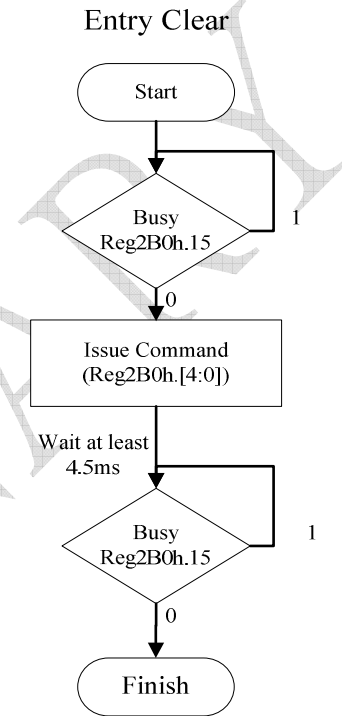 Entry Clear
Start
Busy
Reg2B0h.15
1
0
Issue Command
(Reg2B0h.[4:0])
Wait at least
4.5ms
Busy
Reg2B0h.15
1
0
Finish